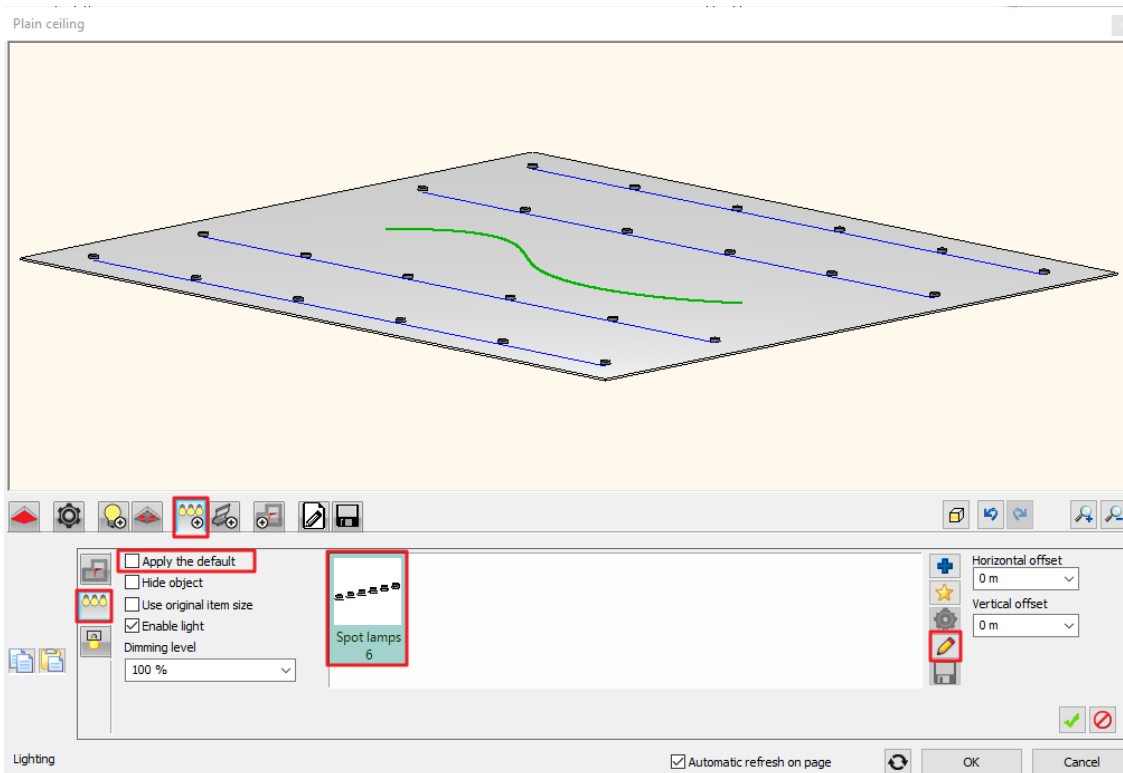 Plain ceiling
Apply the default
Hide object
Use original item size
Enable light
Dimming level
100 %
Spot lamps
6
Horizontal offset
0 m
Vertical offset
0 m
Lighting
Automatic refresh on page
OK
Cancel